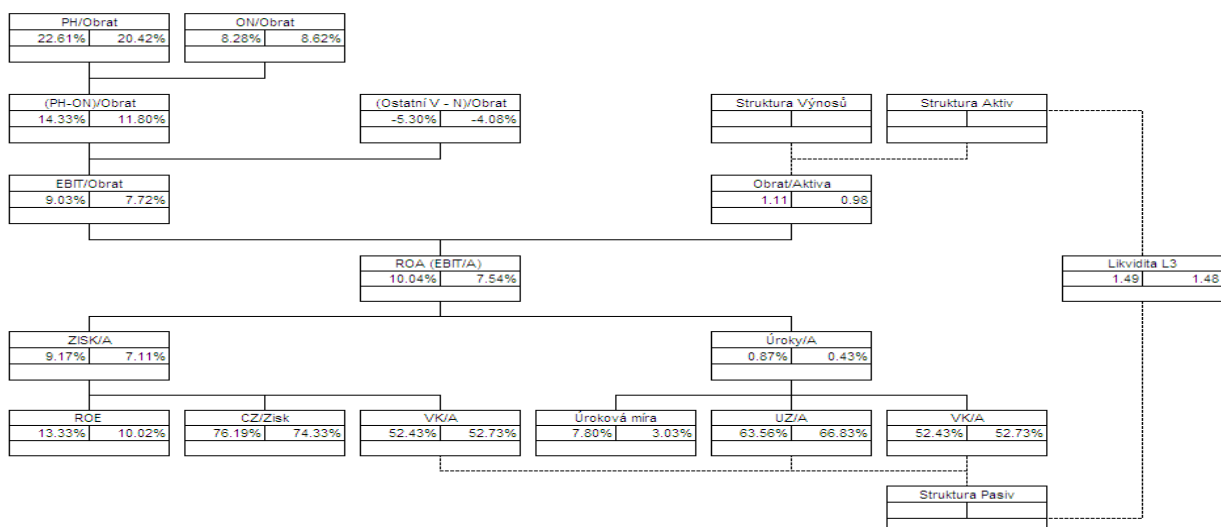 PH/Obrat ON/Obrat
22.61% 20.42% 8.28% 8.62%
(PH-ON)/Obrat (Ostatní V - N)/Obrat Struktura Výnosů Struktura Aktiv
14.33% 11.80% -5.30% -4.08%
EBIT/Obrat Obrat/Aktiva
9.03% 7.72% 1.11 0.98
ROA (EBIT/A) Likvidita L3
10.04% 7.54% 1.49 1.48
ZISK/A Úroky/A
9.17% 7.11% 0.87% 0.43%
ROE CZ/Zisk VK/A Úroková míra UZ/A VK/A
13.33% 10.02% 76.19% 74.33% 52.43% 52.73% 7.80% 3.03% 63.56% 66.83% 52.43% 52.73%
Struktura Pasiv